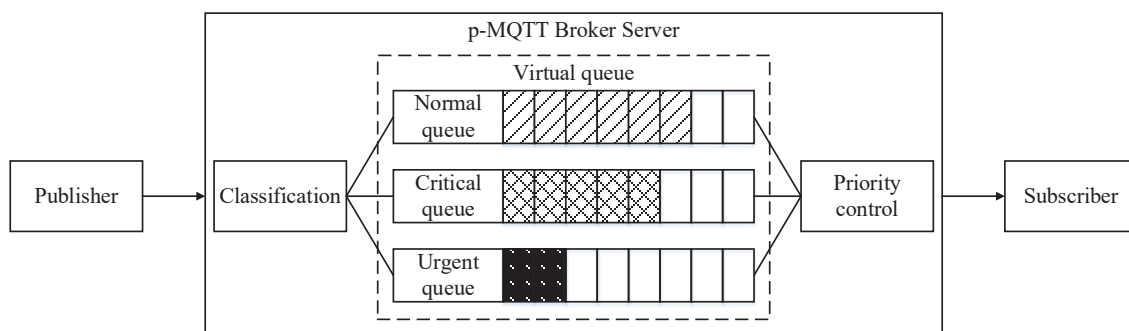 p-MQTT Broker Server
Virtual queue
Normal
queue
Publisher
Classification
Critical
queue
Priority
control
Subscriber
Urgent
queue